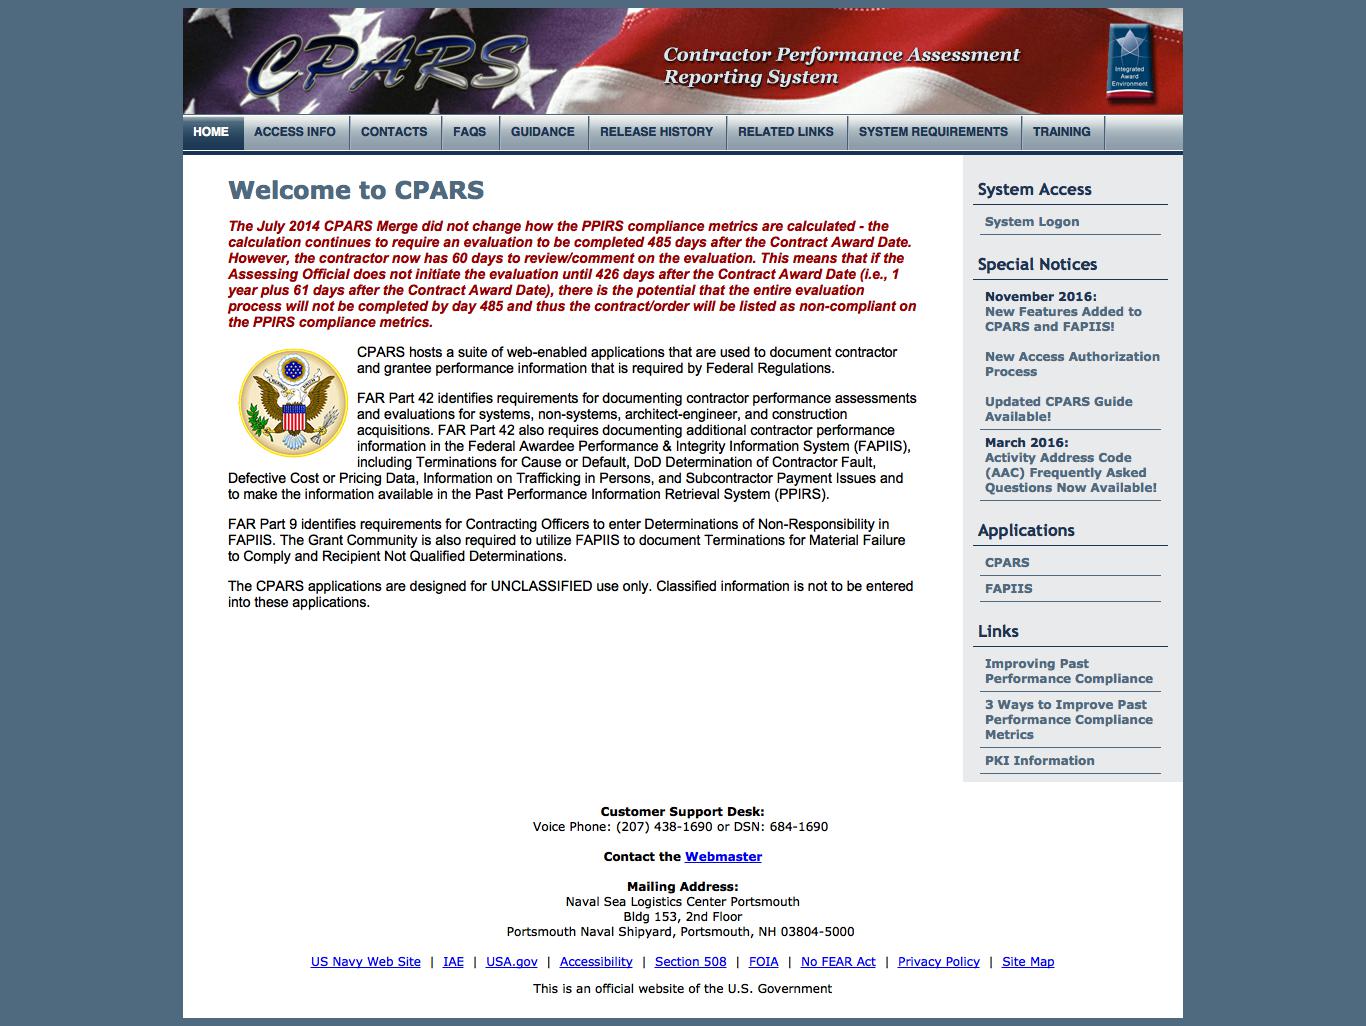 CPARS
Contractor Performance Assessment
Reporting System
Integrated
Award
Environment
HOME ACCESS INFO CONTACTS FAQS GUIDANCE RELEASE HISTORY RELATED LINKS SYSTEM REQUIREMENTS TRAINING
Welcome to CPARS
The July 2014 CPARS Merge did not change how the PPIRS compliance metrics are calculated - the
calculation continues to require an evaluation to be completed 485 days after the Contract Award Date.
However, the contractor now has 60 days to review/comment on the evaluation. This means that if the
Assessing Official does not initiate the evaluation until 426 days after the Contract Award Date (i.e., 1
year plus 61 days after the Contract Award Date), there is the potential that the entire evaluation
process will not be completed by day 485 and thus the contract/order will be listed as non-compliant on
the PPIRS compliance metrics.
CPARS hosts a suite of web-enabled applications that are used to document contractor
and grantee performance information that is required by Federal Regulations.
FAR Part 42 identifies requirements for documenting contractor performance assessments
and evaluations for systems, non-systems, architect-engineer, and construction
acquisitions. FAR Part 42 also requires documenting additional contractor performance
information in the Federal Awardee Performance & Integrity Information System (FAPIIS),
including Terminations for Cause or Default, DoD Determination of Contractor Fault,
Defective Cost or Pricing Data, Information on Trafficking in Persons, and Subcontractor Payment Issues and
to make the information available in the Past Performance Information Retrieval System (PPIRS).
FAR Part 9 identifies requirements for Contracting Officers to enter Determinations of Non-Responsibility in
FAPIIS. The Grant Community is also required to utilize FAPIIS to document Terminations for Material Failure
to Comply and Recipient Not Qualified Determinations.
The CPARS applications are designed for UNCLASSIFIED use only. Classified information is not to be entered
into these applications.
System Access
System Logon
Special Notices
November 2016:
New Features Added to
CPARS and FAPIIS!
New Access Authorization
Process
Updated CPARS Guide
Available!
March 2016:
Activity Address Code
(AAC) Frequently Asked
Questions Now Available!
Applications
CPARS
FAPIIS
Links
Improving Past
Performance Compliance
3 Ways to Improve Past
Performance Compliance
Metrics
PKI Information
Customer Support Desk:
Voice Phone: (207) 438-1690 or DSN: 684-1690
Contact the Webmaster
Mailing Address:
Naval Sea Logistics Center Portsmouth
Bldg 153, 2nd Floor
Portsmouth Naval Shipyard, Portsmouth, NH 03804-5000
US Navy Web Site | IAE | USA.gov | Accessibility | Section 508 | FOIA | No FEAR Act | Privacy Policy | Site Map
This is an official website of the U.S. Government